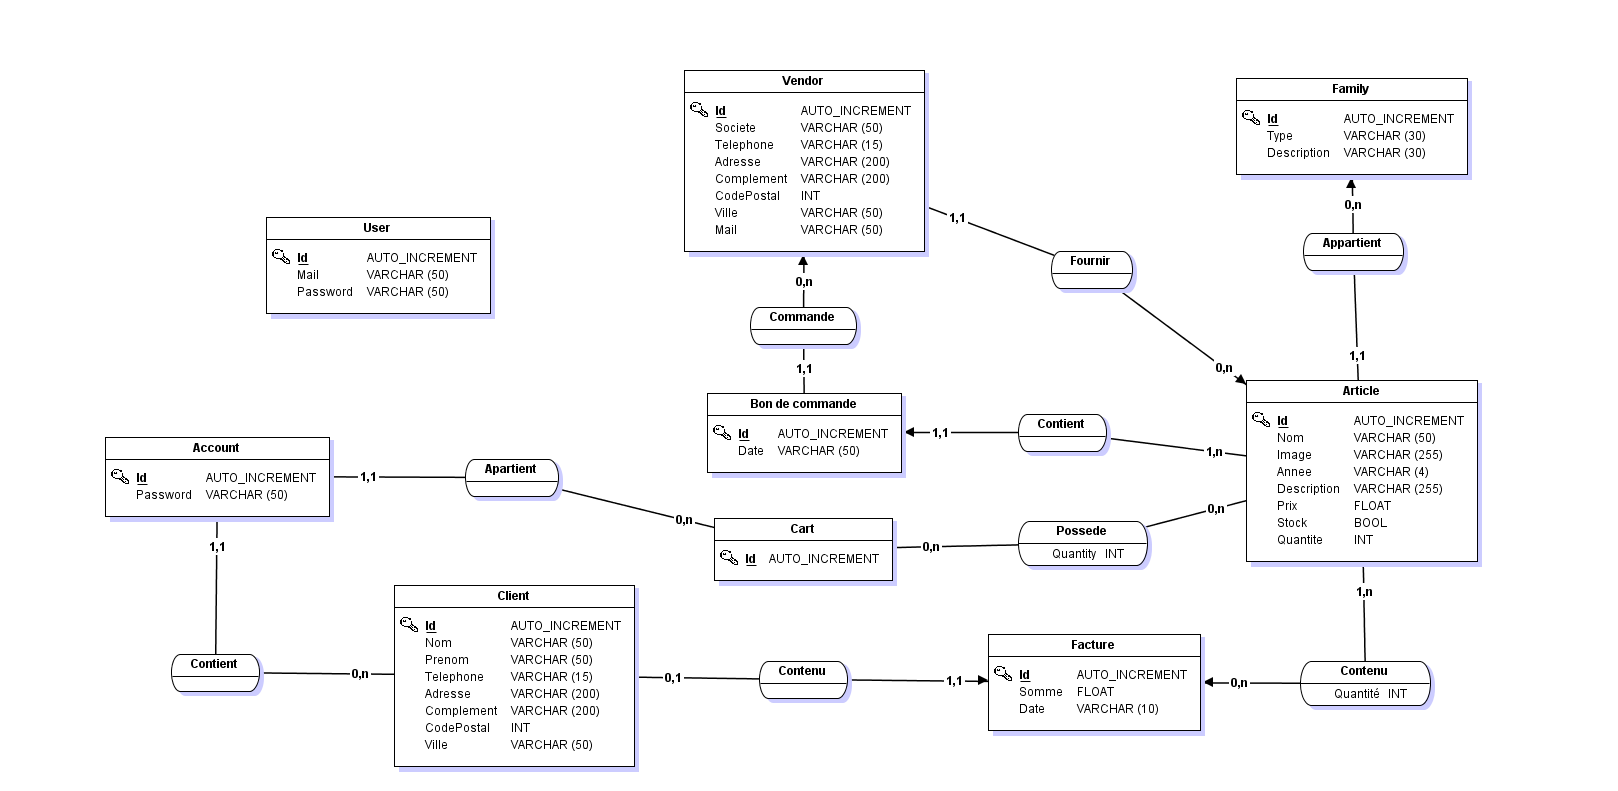 Vendor
Id AUTO_INCREMENT
Societe VARCHAR (50)
Telephone VARCHAR (15)
Adresse VARCHAR (200)
Complement VARCHAR (200)
CodePostal INT
Ville VARCHAR (50)
Mail VARCHAR (50)
Family
Id AUTO_INCREMENT
Type VARCHAR (30)
Description VARCHAR (30)
0,n
Appartient
1,1
1,1
Fournir
0,n
User
Id AUTO_INCREMENT
Mail VARCHAR (50)
Password VARCHAR (50)
0,n
Commande
1,1
Bon de commande
Id AUTO_INCREMENT
Date VARCHAR (50)
1,1
Contient
1,n
Article
Id AUTO_INCREMENT
Nom VARCHAR (50)
Image VARCHAR (255)
Annee VARCHAR (4)
Description VARCHAR (255)
Prix FLOAT
Stock BOOL
Quantite INT
Account
Id AUTO_INCREMENT
Password VARCHAR (50)
1,1
Apartient
0,n
Cart
Id AUTO_INCREMENT
0,n
Possede
Quantity INT
0,n
1,1
Contient
0,n
Client
Id AUTO_INCREMENT
Nom VARCHAR (50)
Prenom VARCHAR (50)
Telephone VARCHAR (15)
Adresse VARCHAR (200)
Complement VARCHAR (200)
CodePostal INT
Ville VARCHAR (50)
0,1
Contenu
1,1
Facture
Id AUTO_INCREMENT
Somme FLOAT
Date VARCHAR (10)
0,n
Contenu
Quantité INT
1,n